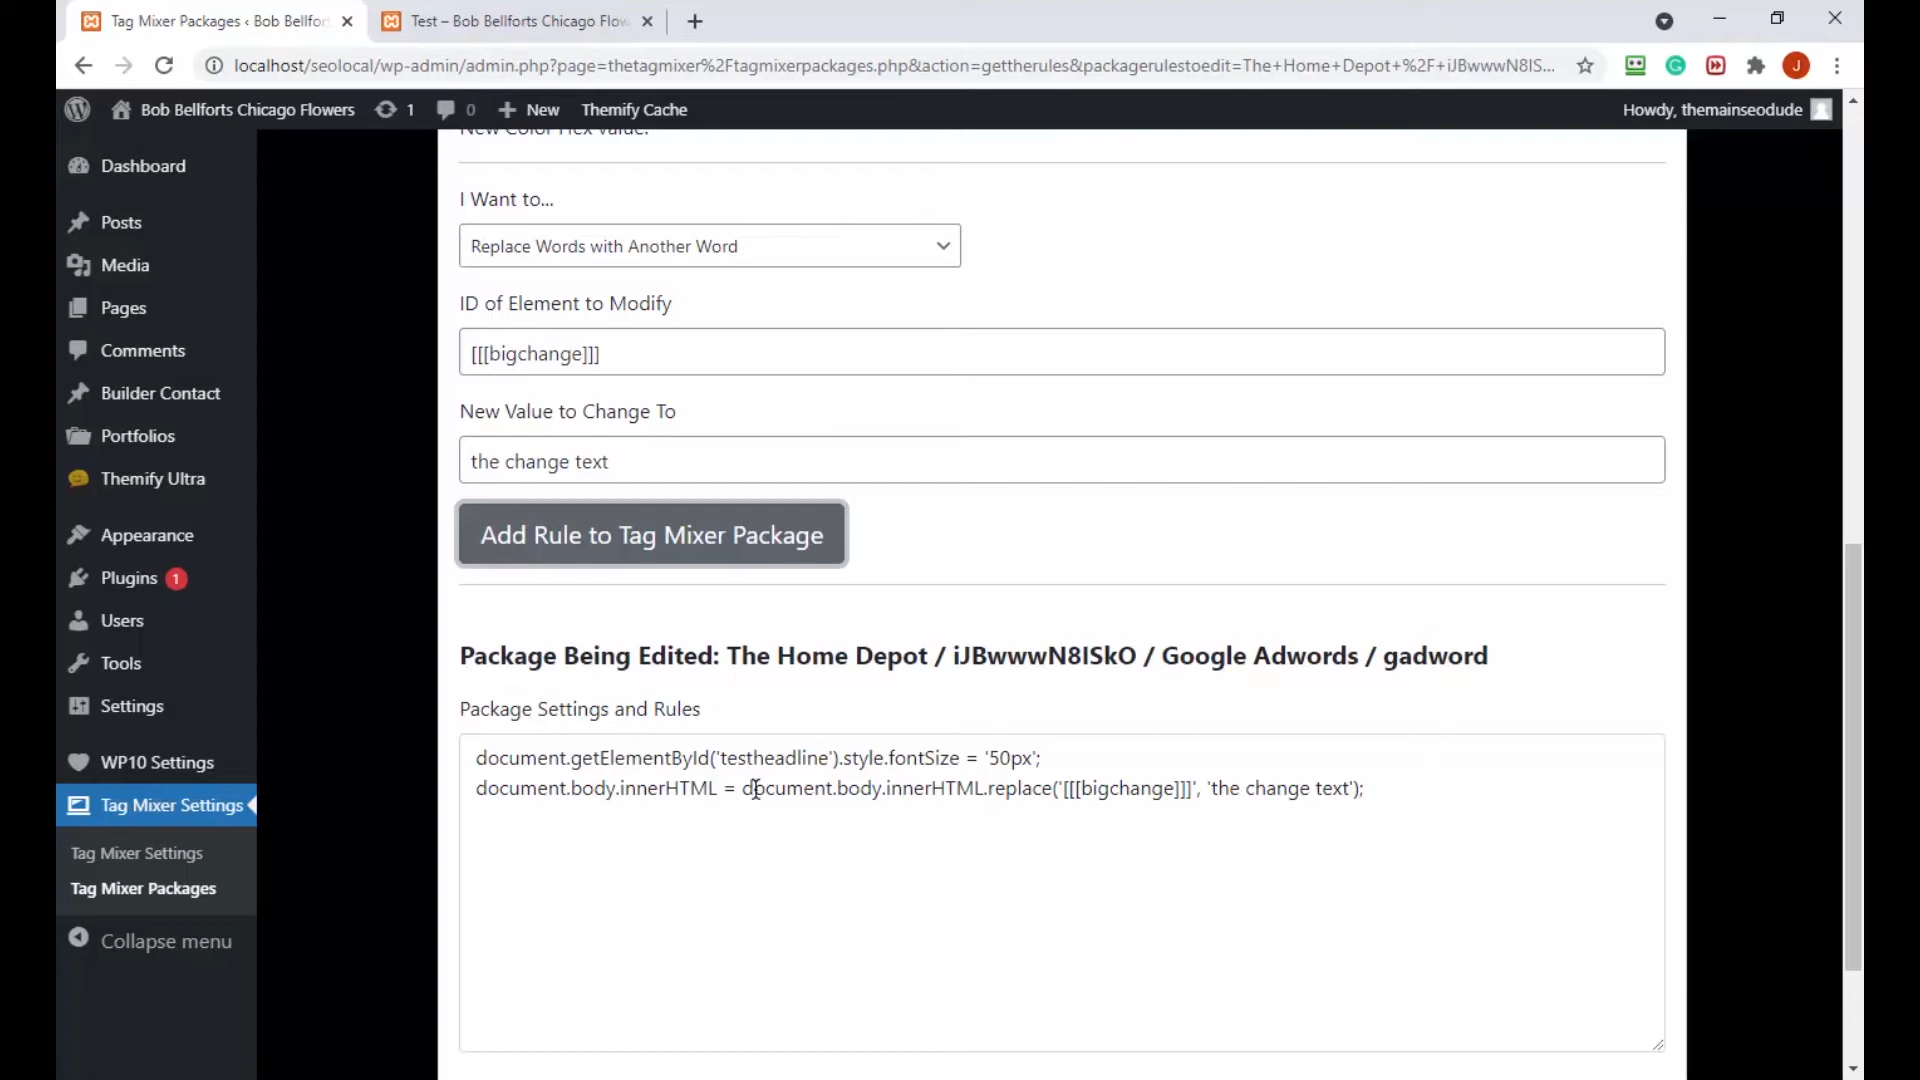 Tag Mixer Packages ‹ Bob Bellfor
Test – Bob Bellforts Chicago Flow
localhost/seolocal/wp-admin/admin.php?page=thetagmixer%2Ftagmixerpackages.php&action=gettherules&packagerulestoedit=The+Home+Depot+%2F+iJBwwwN8IS...
J
Bob Bellforts Chicago Flowers
1
0
New
Themify Cache
Howdy, themainseodude
Dashboard
Posts
Media
Pages
Comments
Builder Contact
Portfolios
Themify Ultra
Appearance
Plugins 1
Users
Tools
Settings
WP10 Settings
Tag Mixer Settings
Tag Mixer Settings
Tag Mixer Packages
Collapse menu
New Color Hex Value:
I Want to...
Replace Words with Another Word
ID of Element to Modify
[[[bigchange]]]
New Value to Change To
the change text
Add Rule to Tag Mixer Package
Package Being Edited: The Home Depot / iJBwwwN8ISkO / Google Adwords / gadword
Package Settings and Rules
document.getElementById('testheadline').style.fontSize = '50px';
document.body.innerHTML = document.body.innerHTML.replace('[[[bigchange]]]', 'the change text');